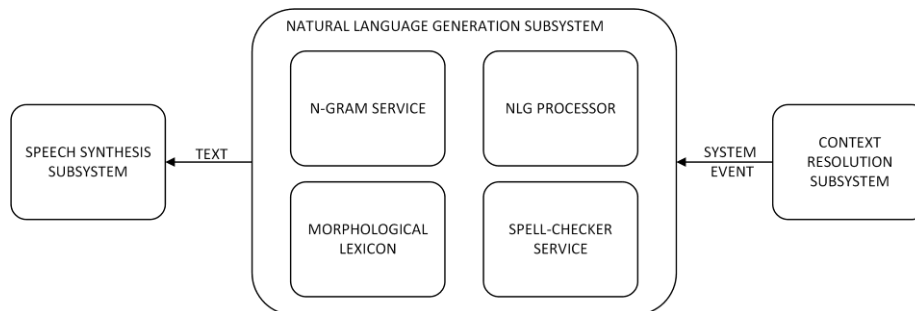 NATURAL LANGUAGE GENERATION SUBSYSTEM
N-GRAM SERVICE
NLG PROCESSOR
SPEECH SYNTHESIS
SUBSYSTEM
TEXT
SYSTEM
EVENT
CONTEXT
RESOLUTION
SUBSYSTEM
MORPHOLOGICAL
LEXICON
SPELL-CHECKER
SERVICE